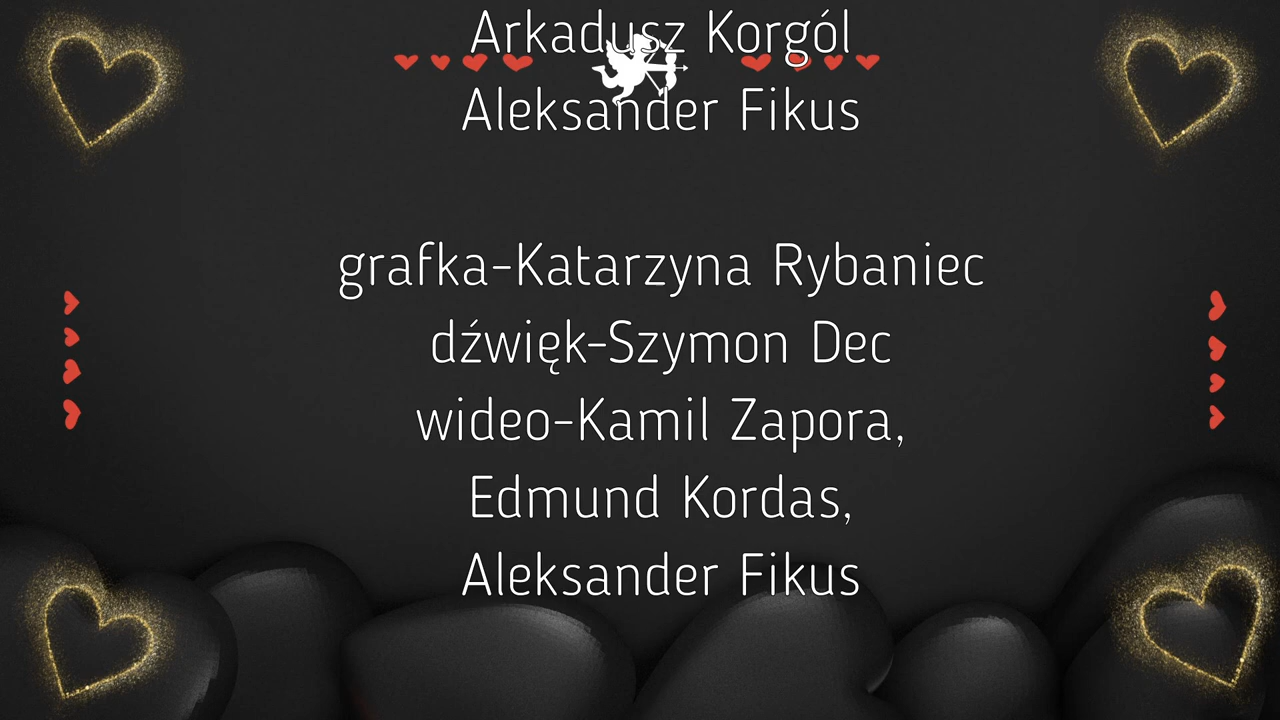 Arkadusz Korgól
Aleksander Fikus
grafka-Katarzyna Rybaniec
dźwięk-Szymon Dec
wideo-Kamil Zapora,
Edmund Kordas,
Aleksander Fikus